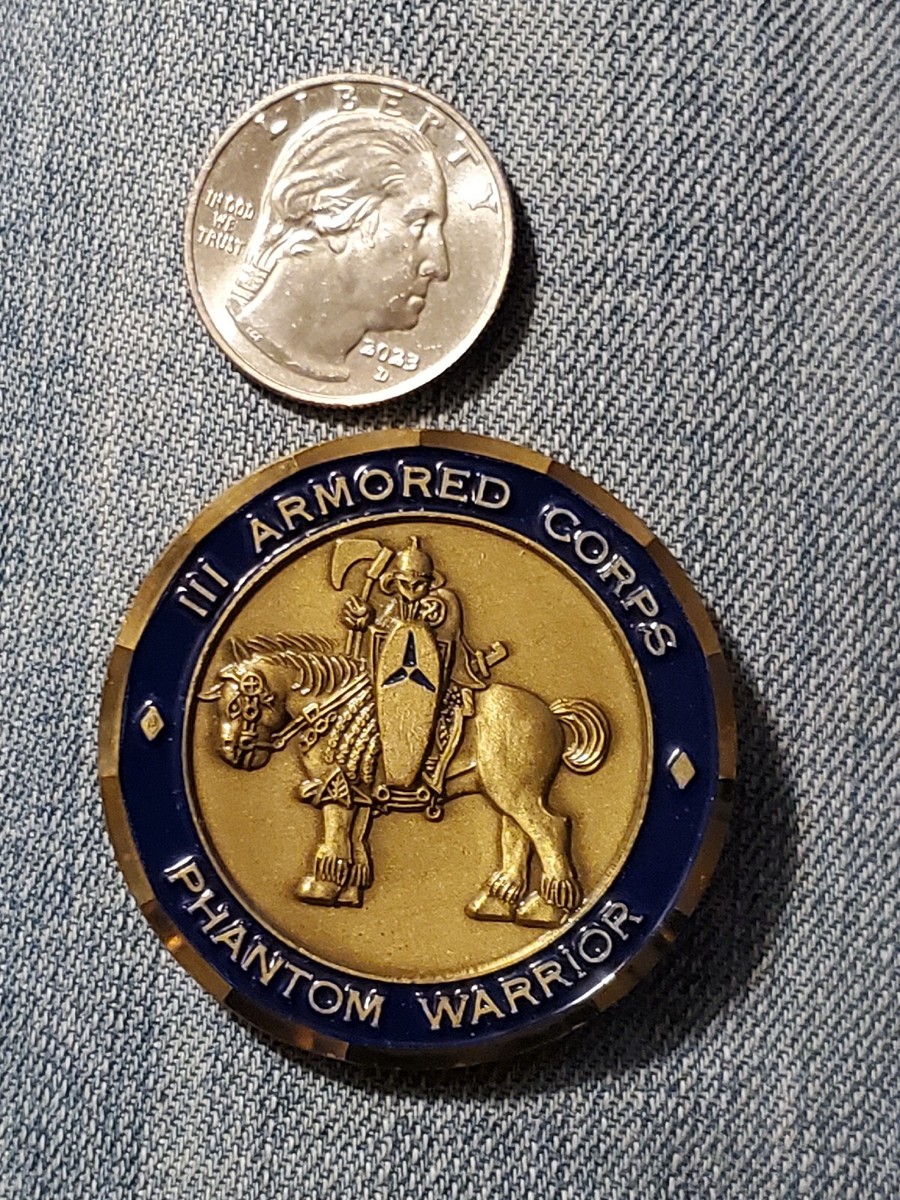 LIBERTY
IN GOD
WE
TRUST
2023
D
III ARMORED CORPS
PHANTOM WARRIOR